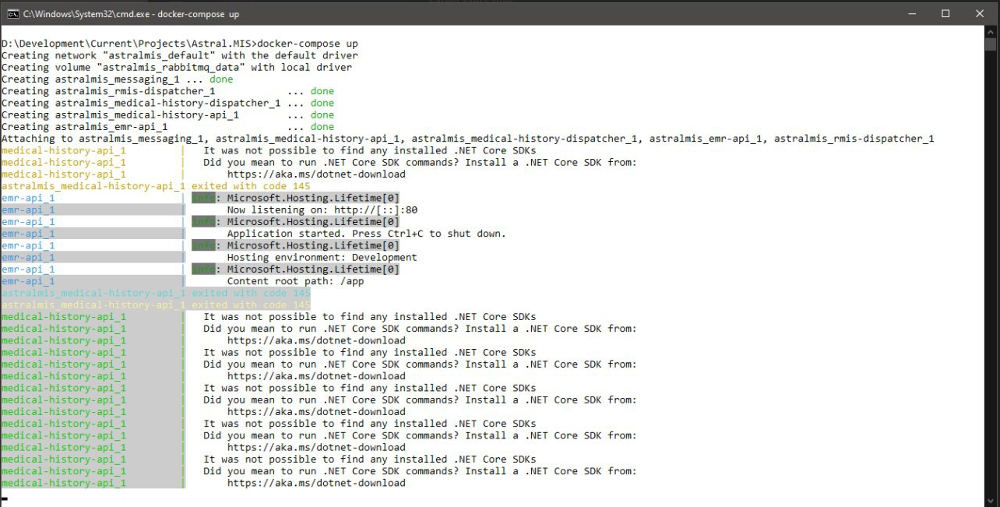 C:\Windows\System32\cmd.exe - docker-compose up
D:\Development\Current\Projects\Astral.MIS>docker-compose up
Creating network "astralmis_default" with the default driver
Creating volume "astralmis_rabbitmq_data" with local driver
Creating astralmis_messaging_1 ... done
Creating astralmis_rmis-dispatcher_1 ... done
Creating astralmis_medical-history-dispatcher_1 ... done
Creating astralmis_medical-history-api_1 ... done
Creating astralmis_emr-api_1 ... done
Attaching to astralmis_messaging_1, astralmis_medical-history-api_1, astralmis_medical-history-dispatcher_1, astralmis_emr-api_1, astralmis_rmis-dispatcher_1
medical-history-api_1 | It was not possible to find any installed .NET Core SDKs
medical-history-api_1 | Did you mean to run .NET Core SDK commands? Install a .NET Core SDK from:
medical-history-api_1 | https://aka.ms/dotnet-download
astralmis_medical-history-api_1 exited with code 145
emr-api_1 | info: Microsoft.Hosting.Lifetime[0]
emr-api_1 | Now listening on: http://[::]:80
emr-api_1 | info: Microsoft.Hosting.Lifetime[0]
emr-api_1 | Application started. Press Ctrl+C to shut down.
emr-api_1 | info: Microsoft.Hosting.Lifetime[0]
emr-api_1 | Hosting environment: Development
emr-api_1 | info: Microsoft.Hosting.Lifetime[0]
emr-api_1 | Content root path: /app
astralmis_medical-history-api_1 exited with code 145
astralmis_medical-history-api_1 exited with code 145
medical-history-api_1 | It was not possible to find any installed .NET Core SDKs
medical-history-api_1 | Did you mean to run .NET Core SDK commands? Install a .NET Core SDK from:
medical-history-api_1 | https://aka.ms/dotnet-download
medical-history-api_1 | It was not possible to find any installed .NET Core SDKs
medical-history-api_1 | Did you mean to run .NET Core SDK commands? Install a .NET Core SDK from:
medical-history-api_1 | https://aka.ms/dotnet-download
medical-history-api_1 | It was not possible to find any installed .NET Core SDKs
medical-history-api_1 | Did you mean to run .NET Core SDK commands? Install a .NET Core SDK from:
medical-history-api_1 | https://aka.ms/dotnet-download
medical-history-api_1 | It was not possible to find any installed .NET Core SDKs
medical-history-api_1 | Did you mean to run .NET Core SDK commands? Install a .NET Core SDK from:
medical-history-api_1 | https://aka.ms/dotnet-download
medical-history-api_1 | It was not possible to find any installed .NET Core SDKs
medical-history-api_1 | Did you mean to run .NET Core SDK commands? Install a .NET Core SDK from:
medical-history-api_1 | https://aka.ms/dotnet-download